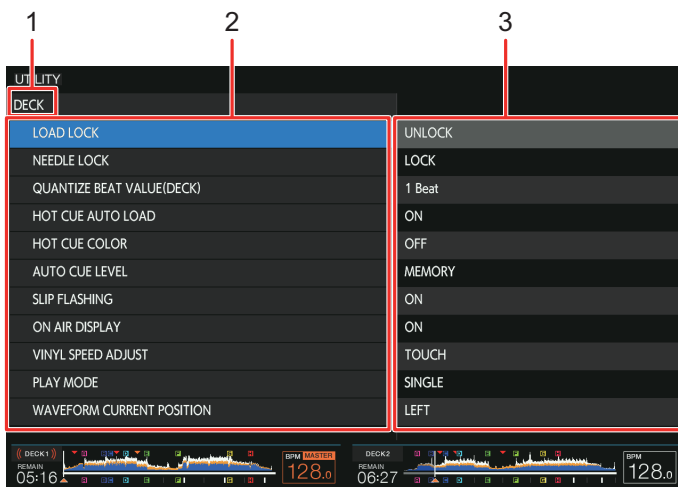 1 2 3
UTILITY
DECK
LOAD LOCK UNLOCK
NEEDLE LOCK LOCK
QUANTIZE BEAT VALUE(DECK) 1 Beat
HOT CUE AUTO LOAD ON
HOT CUE COLOR OFF
AUTO CUE LEVEL MEMORY
SLIP FLASHING ON
ON AIR DISPLAY ON
VINYL SPEED ADJUST TOUCH
PLAY MODE SINGLE
WAVEFORM CURRENT POSITION LEFT
DECK1 BPM MASTER DECK2 BPM
REMAIN REMAIN
05:16 128.0 06:27 128.0